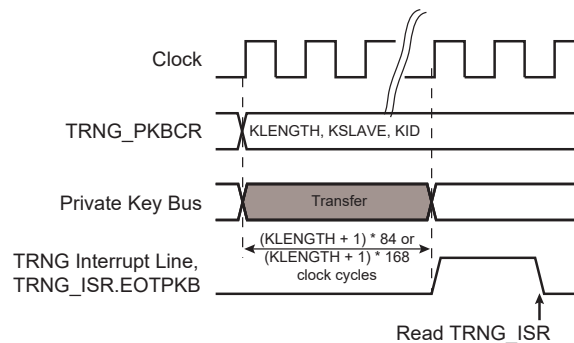 Clock
TRNG_PKBCR
KLENGTH, KSLAVE, KID
Private Key Bus
Transfer
(KLENGTH + 1) * 84 or
(KLENGTH + 1) * 168
clock cycles
TRNG Interrupt Line,
TRNG_ISR.EOTPKB
Read TRNG_ISR